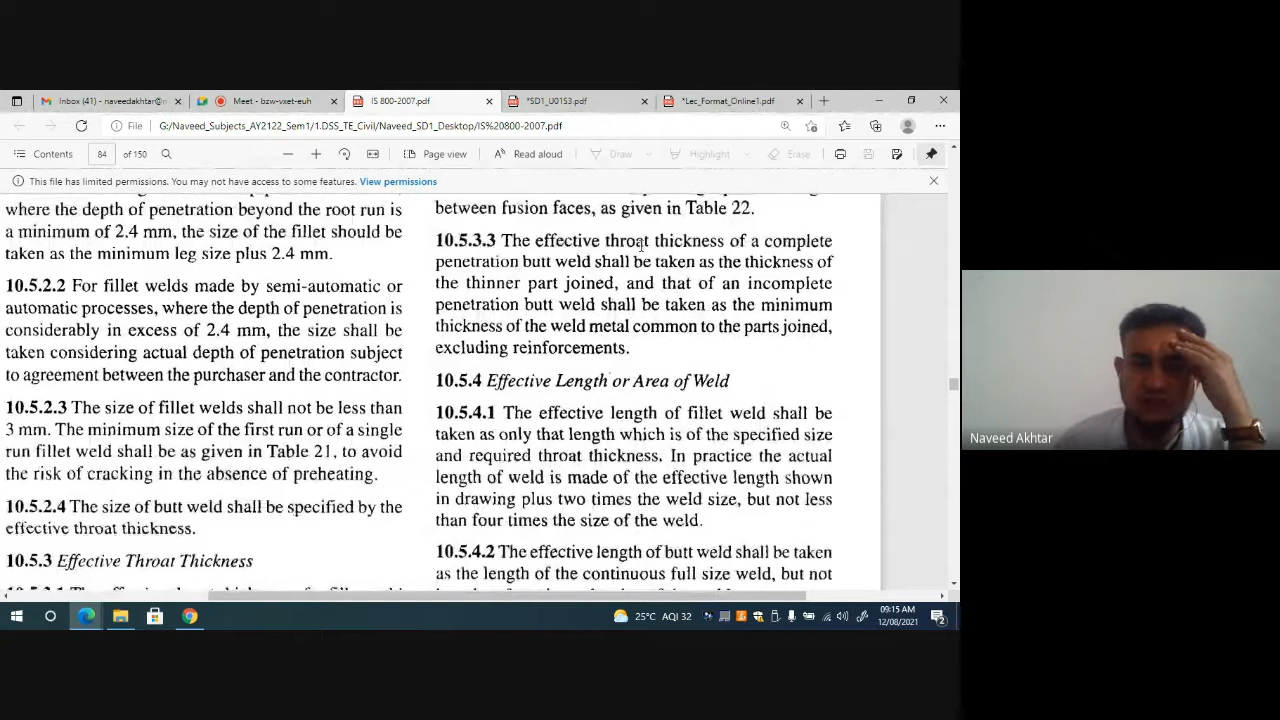 Inbox (41) - naveedakhtar@
Meet - bzw-vxet-euh
IS 800-2007.pdf
*SD1_U01S3.pdf
*Lec_Format_Online1.pdf
File
G:/Naveed_Subjects_AY2122_Sem1/1.DSS_TE_Civil/Naveed_SD1_Desktop/IS%20800-2007.pdf
Contents
84
of 150
Page view
Read aloud
Draw
Highlight
Erase
This file has limited permissions. You may not have access to some features. View permissions
where the depth of penetration beyond the root run is
a minimum of 2.4 mm, the size of the fillet should be
taken as the minimum leg size plus 2.4 mm.
10.5.2.2 For fillet welds made by semi-automatic or
automatic processes, where the depth of penetration is
considerably in excess of 2.4 mm, the size shall be
taken considering actual depth of penetration subject
to agreement between the purchaser and the contractor.
10.5.2.3 The size of fillet welds shall not be less than
3 mm. The minimum size of the first run or of a single
run fillet weld shall be as given in Table 21, to avoid
the risk of cracking in the absence of preheating.
10.5.2.4 The size of butt weld shall be specified by the
effective throat thickness.
10.5.3 Effective Throat Thickness
between fusion faces, as given in Table 22.
10.5.3.3 The effective throat thickness of a complete
penetration butt weld shall be taken as the thickness of
the thinner part joined, and that of an incomplete
penetration butt weld shall be taken as the minimum
thickness of the weld metal common to the parts joined,
excluding reinforcements.
10.5.4 Effective Length or Area of Weld
10.5.4.1 The effective length of fillet weld shall be
taken as only that length which is of the specified size
and required throat thickness. In practice the actual
length of weld is made of the effective length shown
in drawing plus two times the weld size, but not less
than four times the size of the weld.
10.5.4.2 The effective length of butt weld shall be taken
as the length of the continuous full size weld, but not
Naveed Akhtar
25°C AQI 32
09:15 AM
12/08/2021
2